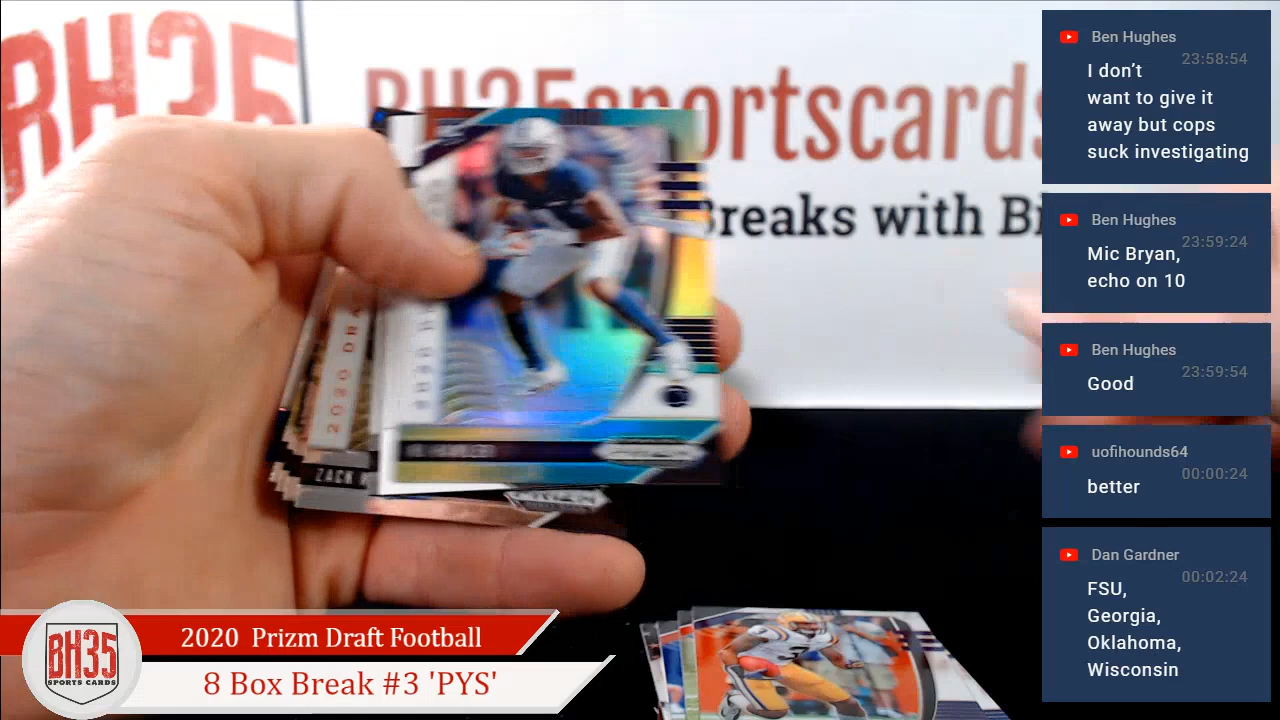 BH35
BH35sportscards
Breaks with Bi
2020 DRA
ZACK
2020 Prizm Draft Football
8 Box Break #3 'PYS'
BH35
SPORTS CARDS
Ben Hughes
23:58:54
I don't
want to give it
away but cops
suck investigating
Ben Hughes
23:59:24
Mic Bryan,
echo on 10
Ben Hughes
23:59:54
Good
uofihounds64
00:00:24
better
Dan Gardner
00:02:24
FSU,
Georgia,
Oklahoma,
Wisconsin